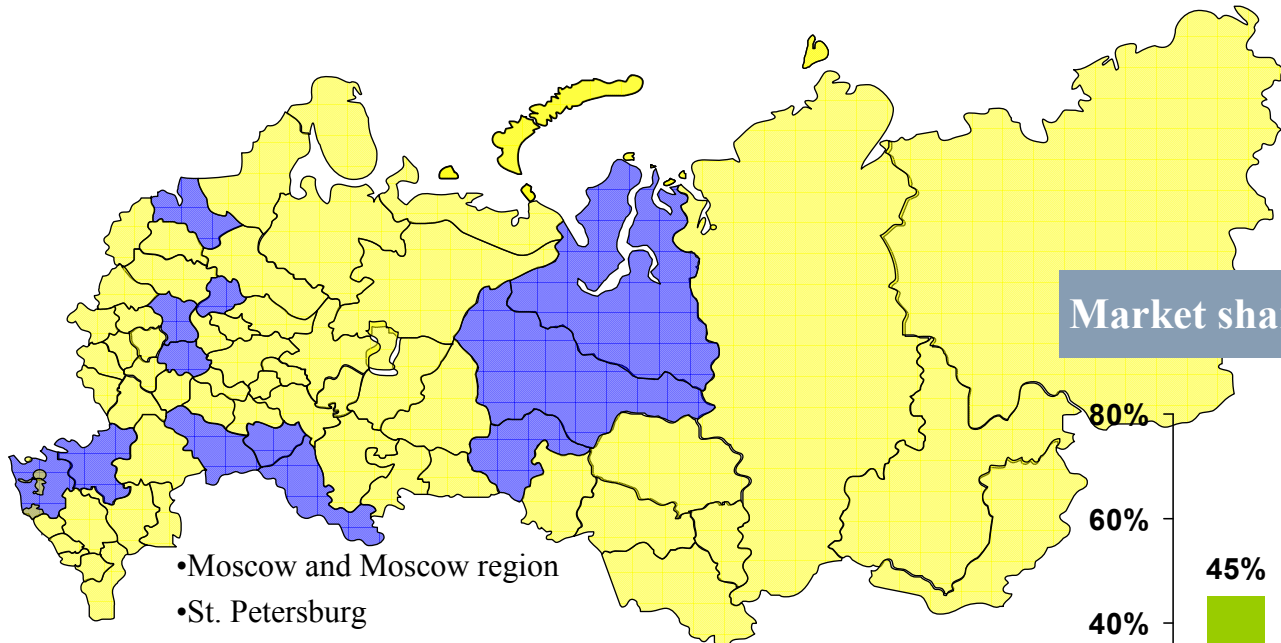 Market sha
80%
60%
45%
40%
•Moscow and Moscow region
•St. Petersburg